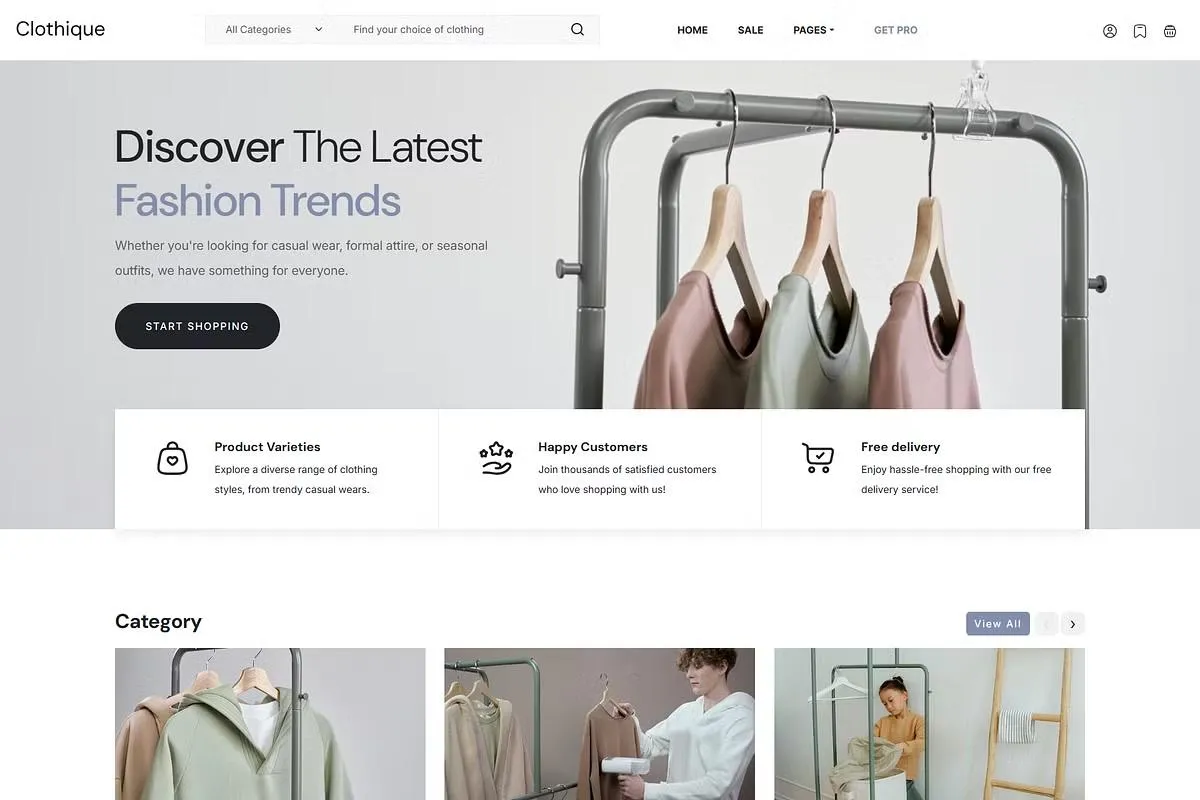 Clothique
All Categories
Find your choice of clothing
HOME
SALE
PAGES
GET PRO
Discover The Latest
Fashion Trends
Whether you're looking for casual wear, formal attire, or seasonal
outfits, we have something for everyone.
START SHOPPING
Product Varieties
Explore a diverse range of clothing
styles, from trendy casual wears.
Happy Customers
Join thousands of satisfied customers
who love shopping with us!
Free delivery
Enjoy hassle-free shopping with our free
delivery service!
Category
View All